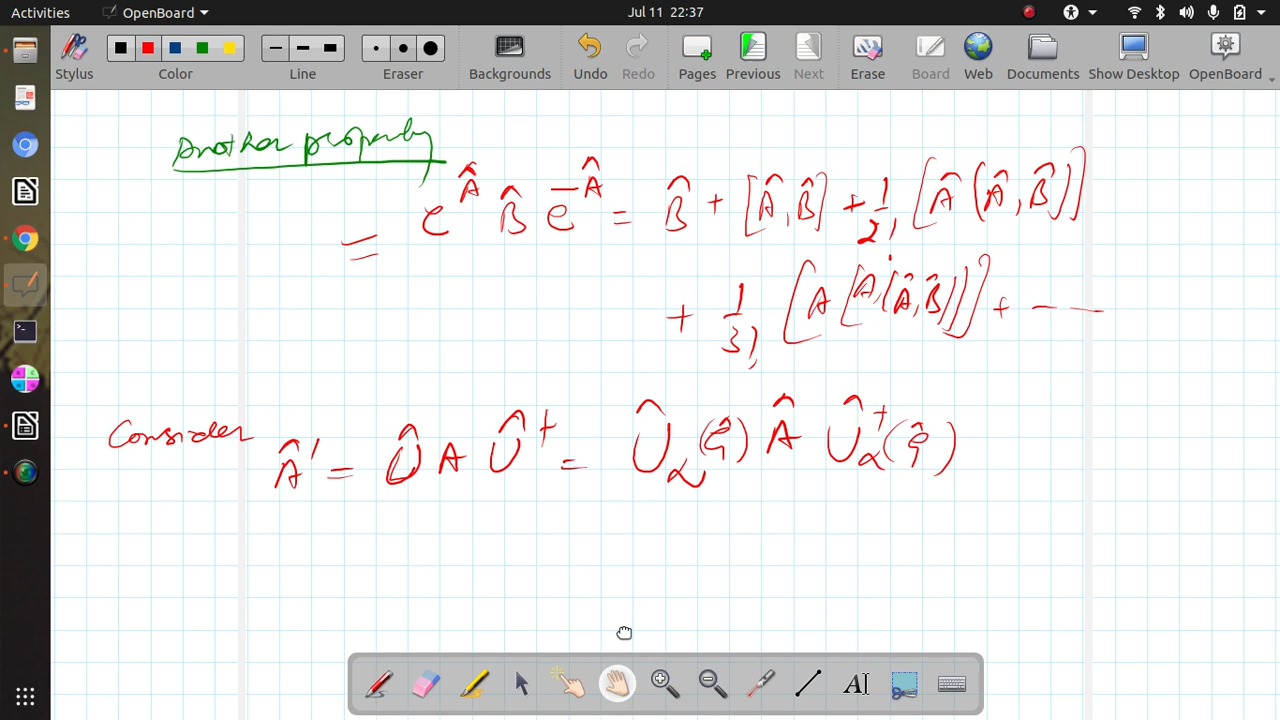 Activities OpenBoard Jul 11 22:37
Stylus Color Line Eraser Backgrounds Undo Redo Pages Previous Next Erase Board Web Documents Show Desktop OpenBoard
Another property
e^Â B̂ e^-Â = B̂ + [Â, B̂] + 1/2! [Â [Â, B̂]]
+ 1/3! [A [A, [Â, B̂]]] + - -
Consider Â' = Û A Û† = Û_α(Ĝ) Â Û†_α(Ĝ)
A